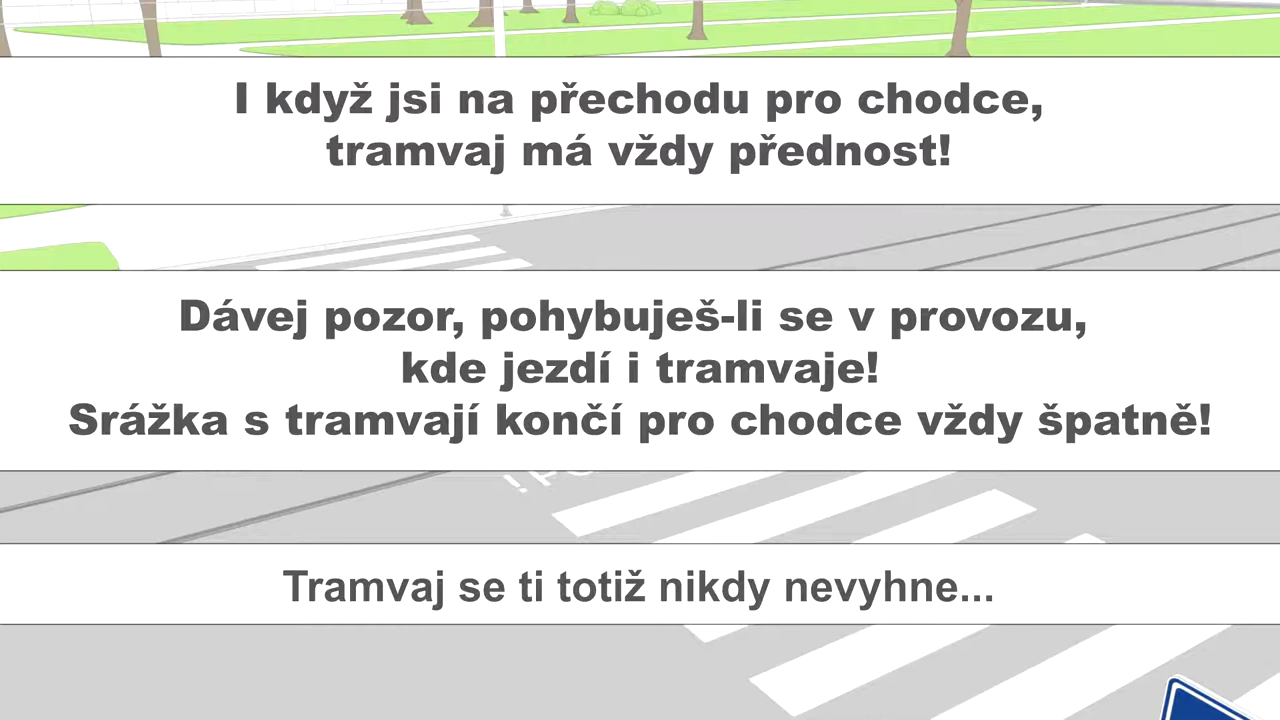 I když jsi na přechodu pro chodce,
tramvaj má vždy přednost!
Dávej pozor, pohybuješ-li se v provozu,
kde jezdí i tramvaje!
Srážka s tramvají končí pro chodce vždy špatně!
Tramvaj se ti totiž nikdy nevyhne...